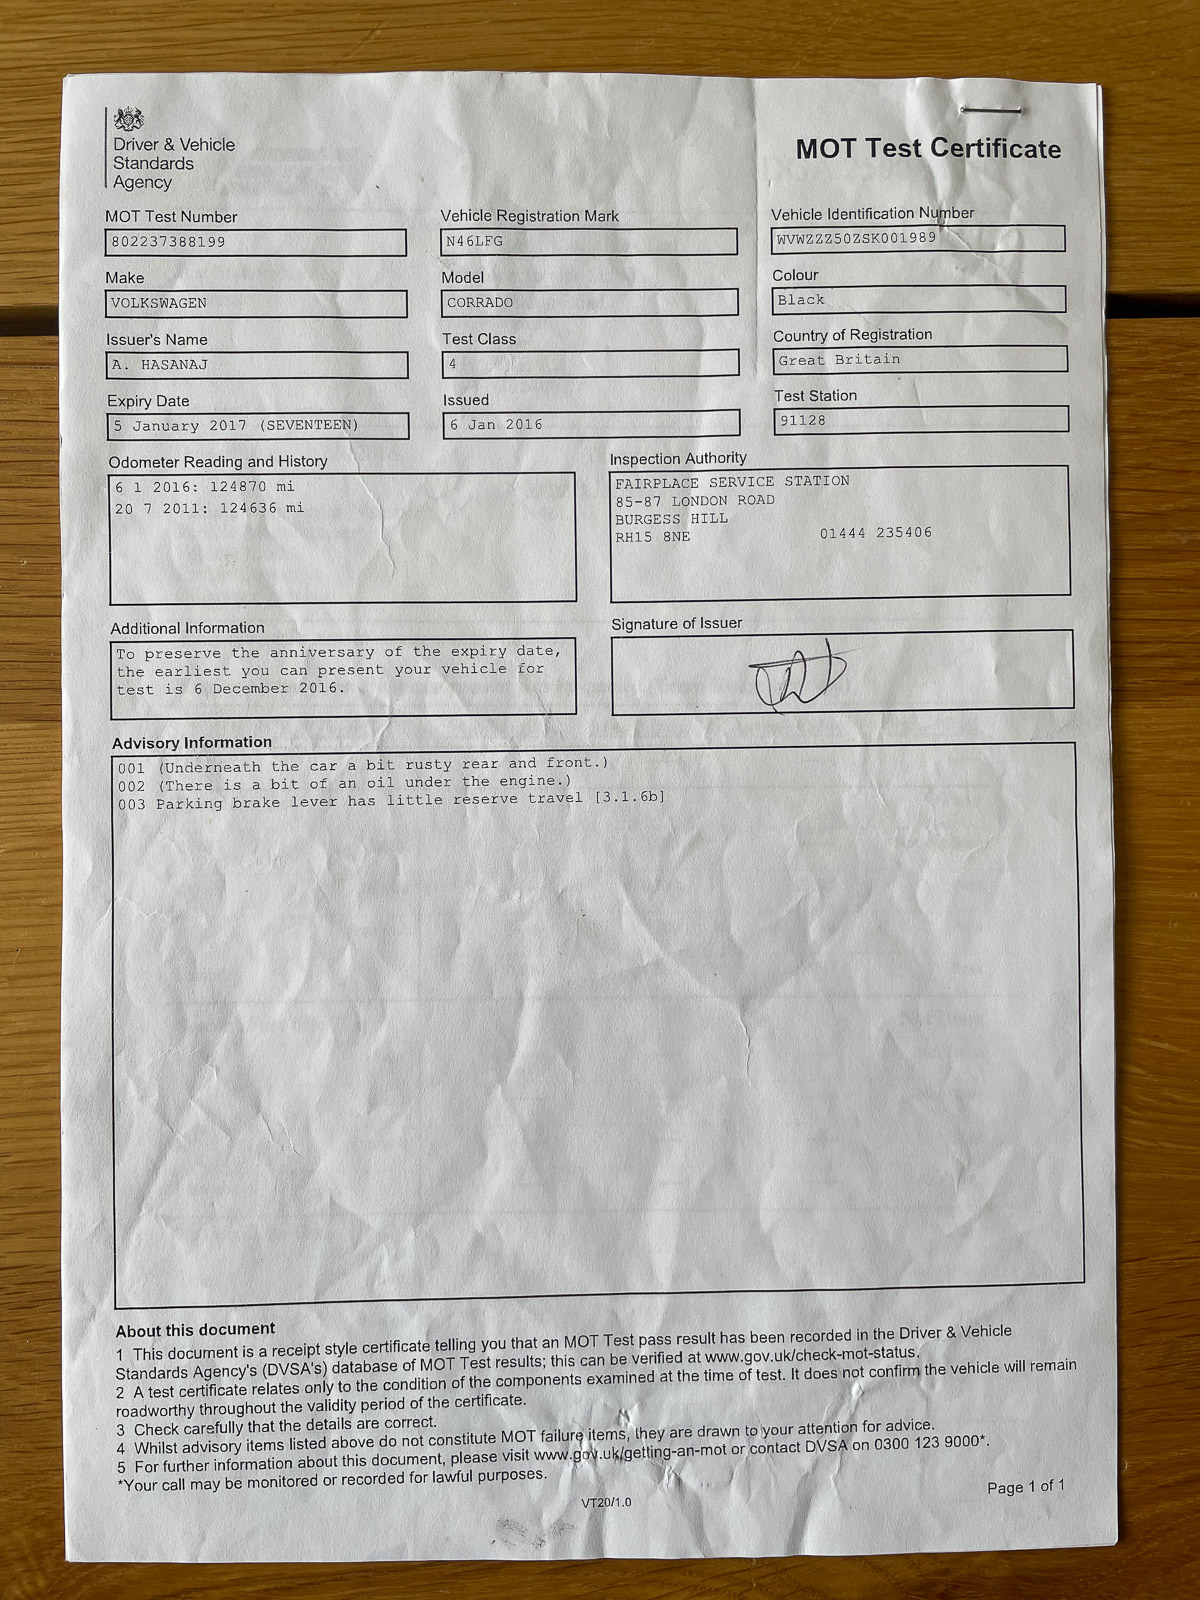 Driver & Vehicle
Standards
Agency
MOT Test Certificate
MOT Test Number
802237388199
Vehicle Registration Mark
N46LFG
Vehicle Identification Number
WVWZZZ50ZSK001989
Make
VOLKSWAGEN
Model
CORRADO
Colour
Black
Issuer's Name
A. HASANAJ
Test Class
4
Country of Registration
Great Britain
Expiry Date
5 January 2017 (SEVENTEEN)
Issued
6 Jan 2016
Test Station
91128
Odometer Reading and History
6 1 2016: 124870 mi
20 7 2011: 124636 mi
Inspection Authority
FAIRPLACE SERVICE STATION
85-87 LONDON ROAD
BURGESS HILL
RH15 8NE 01444 235406
Additional Information
To preserve the anniversary of the expiry date,
the earliest you can present your vehicle for
test is 6 December 2016.
Signature of Issuer
Advisory Information
001 (Underneath the car a bit rusty rear and front.)
002 (There is a bit of an oil under the engine.)
003 Parking brake lever has little reserve travel [3.1.6b]
About this document
1 This document is a receipt style certificate telling you that an MOT Test pass result has been recorded in the Driver & Vehicle
Standards Agency's (DVSA's) database of MOT Test results; this can be verified at www.gov.uk/check-mot-status.
2 A test certificate relates only to the condition of the components examined at the time of test. It does not confirm the vehicle will remain
roadworthy throughout the validity period of the certificate.
3 Check carefully that the details are correct.
4 Whilst advisory items listed above do not constitute MOT failure items, they are drawn to your attention for advice.
5 For further information about this document, please visit www.gov.uk/getting-an-mot or contact DVSA on 0300 123 9000*.
*Your call may be monitored or recorded for lawful purposes.
VT20/1.0
Page 1 of 1